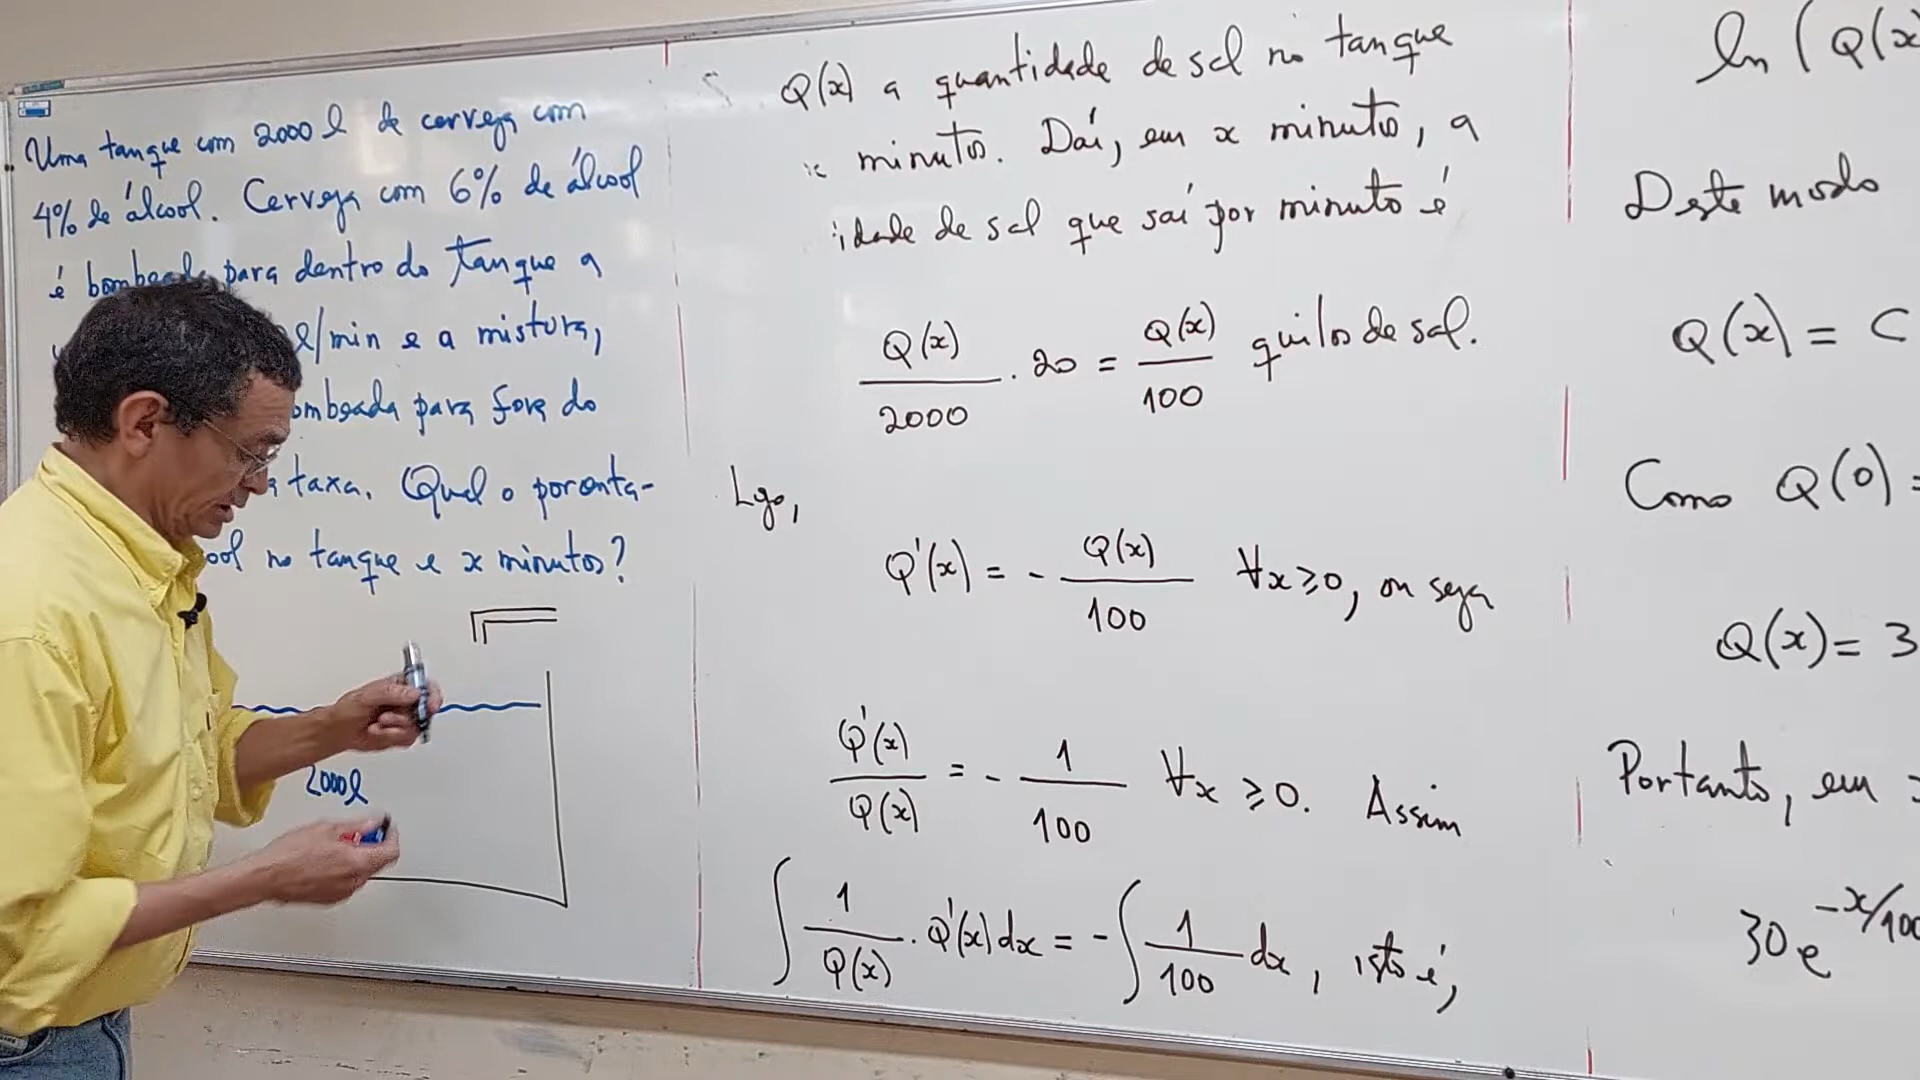 Uma tanque com 2000 l de cerveja com
4% de álcool. Cerveja com 6% de álcool
é bombeada para dentro do tanque a
l/min e a mistura,
ombeada para fora do
taxa. Qual o porcenta-
ool no tanque e x minutos?
2000l
Q(x) a quantidade de sal no tanque
minutos. Daí, em x minutos, a
idade de sal que saí por minuto é
Q(x)/2000 . 20 = Q(x)/100 quilos de sal.
Logo,
Q'(x) = - Q(x)/100 ∀x≥0, ou seja
Q'(x)/Q(x) = - 1/100 ∀x ≥ 0. Assim
∫ 1/Q(x) . Q'(x) dx = - ∫ 1/100 dx, isto é,
ln (Q(x)
Deste modo
Q(x) = C
Como Q(0) =
Q(x) = 3
Portanto, em
30e^-x/100